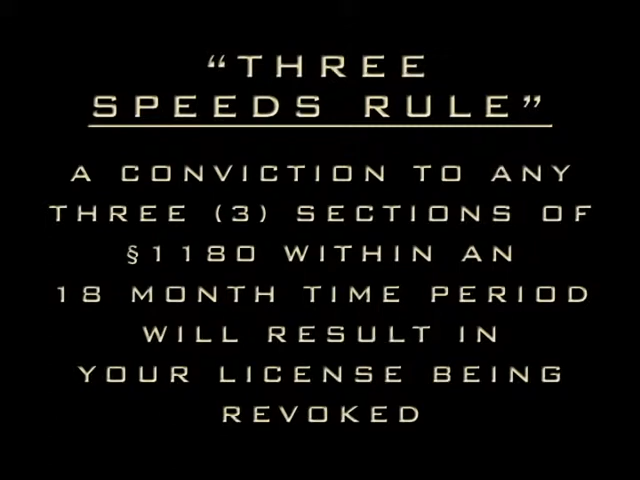 “THREE
SPEEDS RULE”
A CONVICTION TO ANY
THREE (3) SECTIONS OF
§1180 WITHIN AN
18 MONTH TIME PERIOD
WILL RESULT IN
YOUR LICENSE BEING
REVOKED